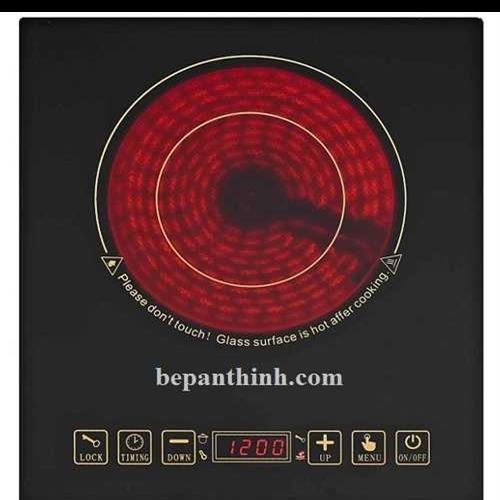 Please don't touch! Glass surface is hot after cooking.
bepanthinh.com
1200
LOCK TIMING DOWN UP MENU ON/OFF